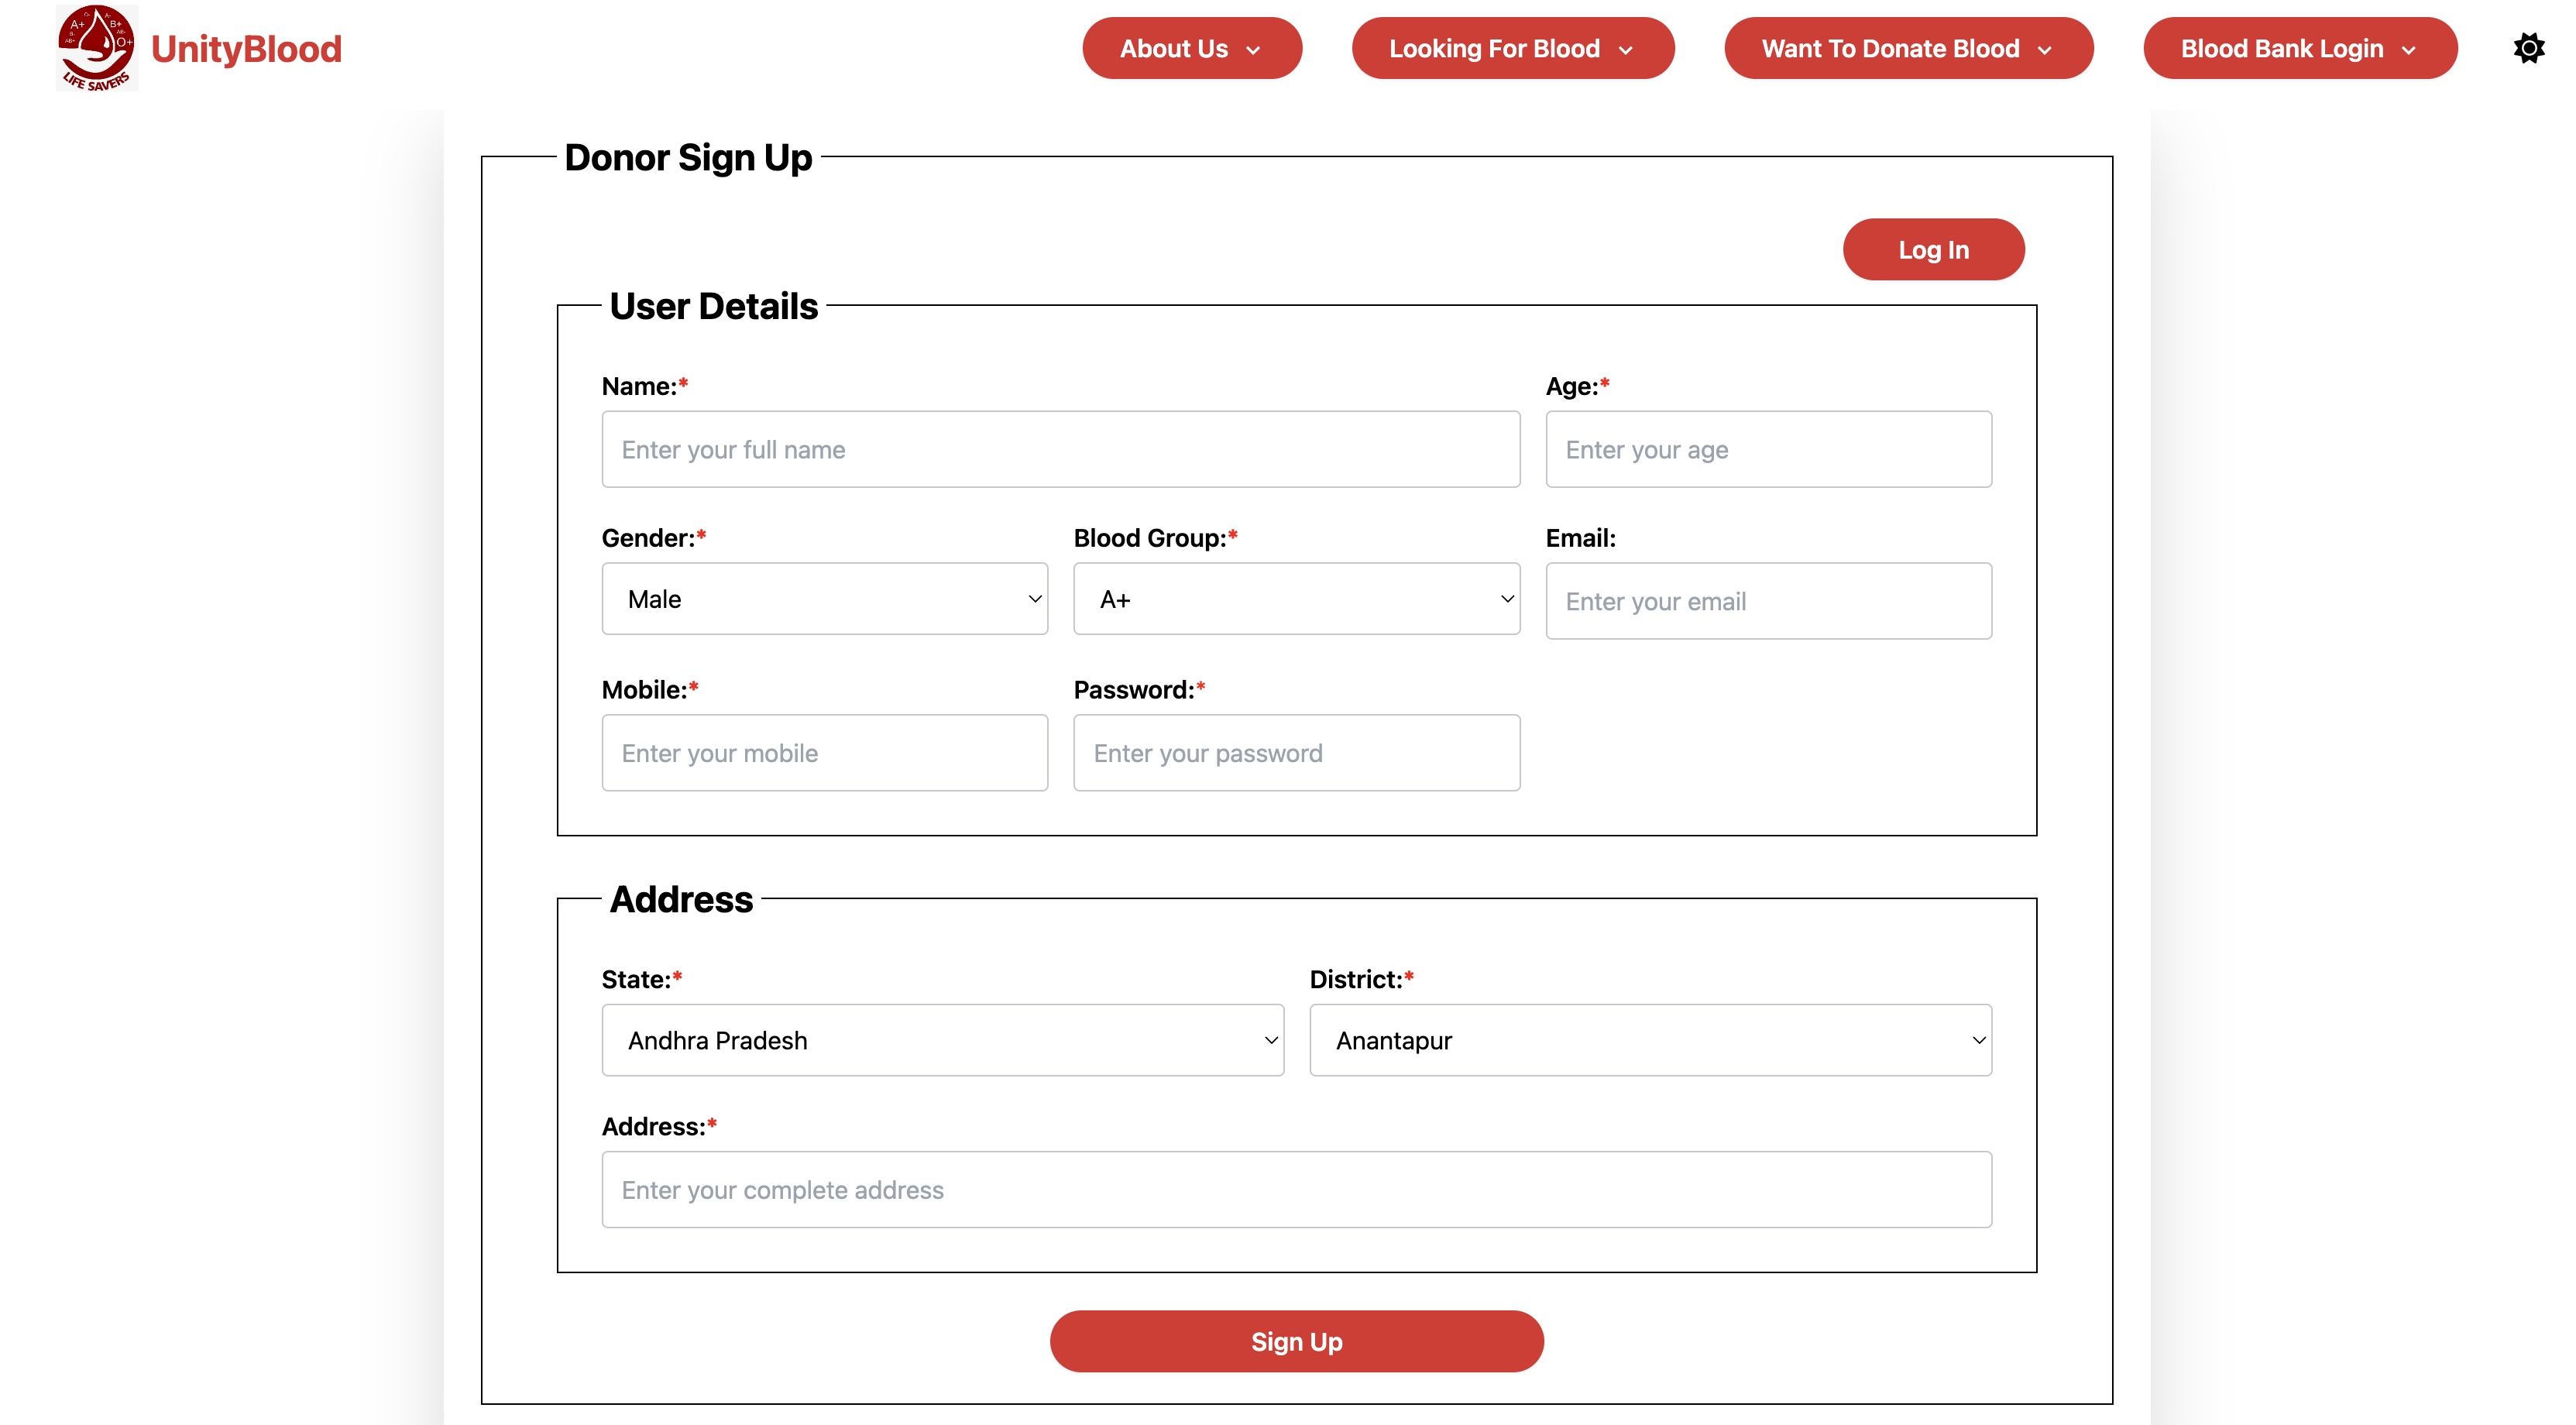 A+ B+ O+
LIFE SAVERS
UnityBlood
About Us
Looking For Blood
Want To Donate Blood
Blood Bank Login
Donor Sign Up
Log In
User Details
Name:* Age:*
Enter your full name Enter your age
Gender:* Blood Group:* Email:
Male A+ Enter your email
Mobile:* Password:*
Enter your mobile Enter your password
Address
State:* District:*
Andhra Pradesh Anantapur
Address:*
Enter your complete address
Sign Up